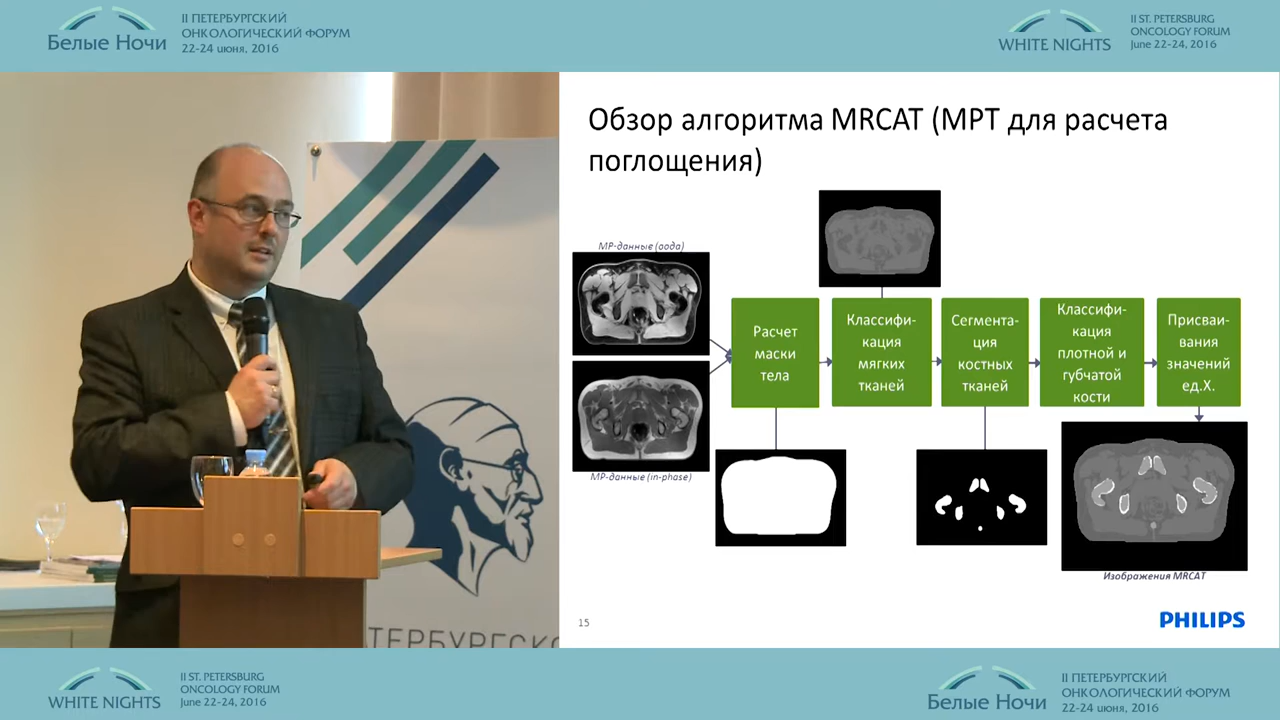 Белые Ночи
II ПЕТЕРБУРГСКИЙ
ОНКОЛОГИЧЕСКИЙ ФОРУМ
22-24 июня, 2016
WHITE NIGHTS
II ST. PETERSBURG
ONCOLOGY FORUM
June 22-24, 2016
Обзор алгоритма MRCAT (МРТ для расчета
поглощения)
МР-данные (вода)
МР-данные (in-phase)
Расчет
маски
тела
Классифи-
кация
мягких
тканей
Сегмента-
ция
костных
тканей
Классифи-
кация
плотной и
губчатой
кости
Присваи-
вания
значений
ед.Х.
Изображения MRCAT
15
PHILIPS
ТЕРБУРГСКО
WHITE NIGHTS
II ST. PETERSBURG
ONCOLOGY FORUM
June 22-24, 2016
Белые Ночи
II ПЕТЕРБУРГСКИЙ
ОНКОЛОГИЧЕСКИЙ ФОРУМ
22-24 июня, 2016